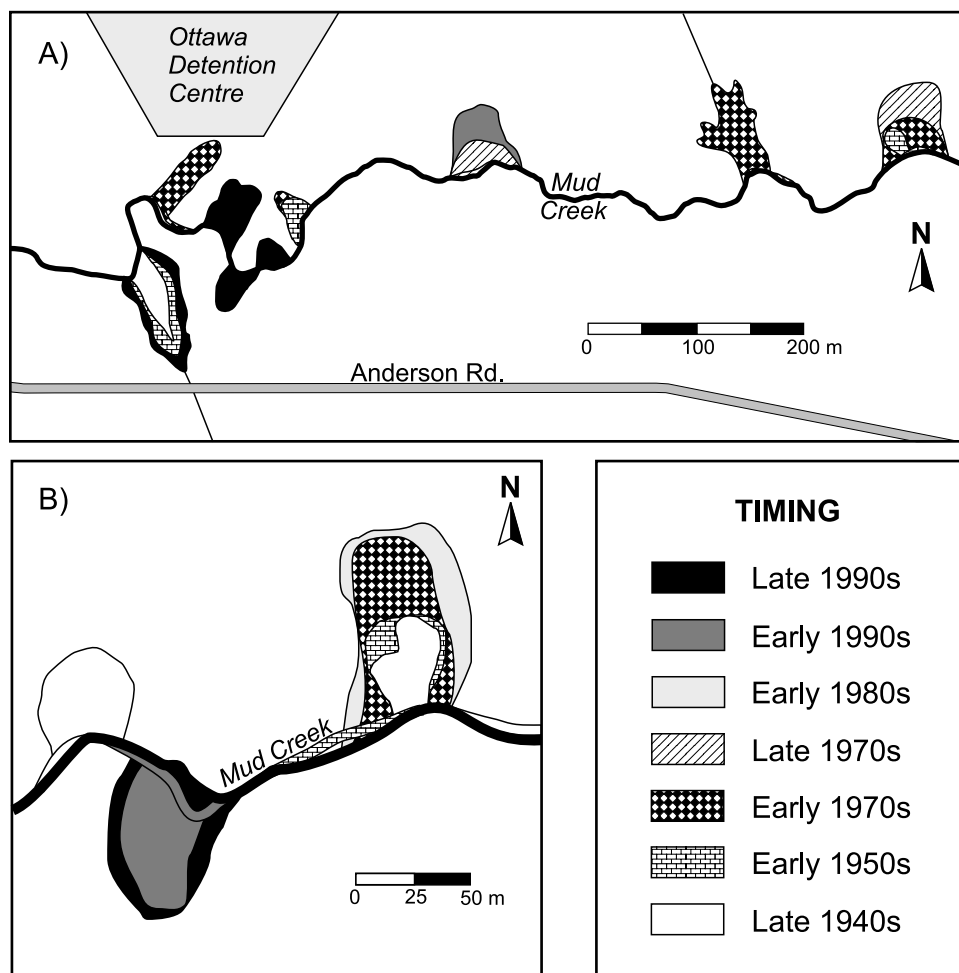 A)
Ottawa
Detention
Centre
Mud
Creek
N
0 100 200 m
Anderson Rd.
B)
N
Mud Creek
0 25 50 m
TIMING
Late 1990s
Early 1990s
Early 1980s
Late 1970s
Early 1970s
Early 1950s
Late 1940s